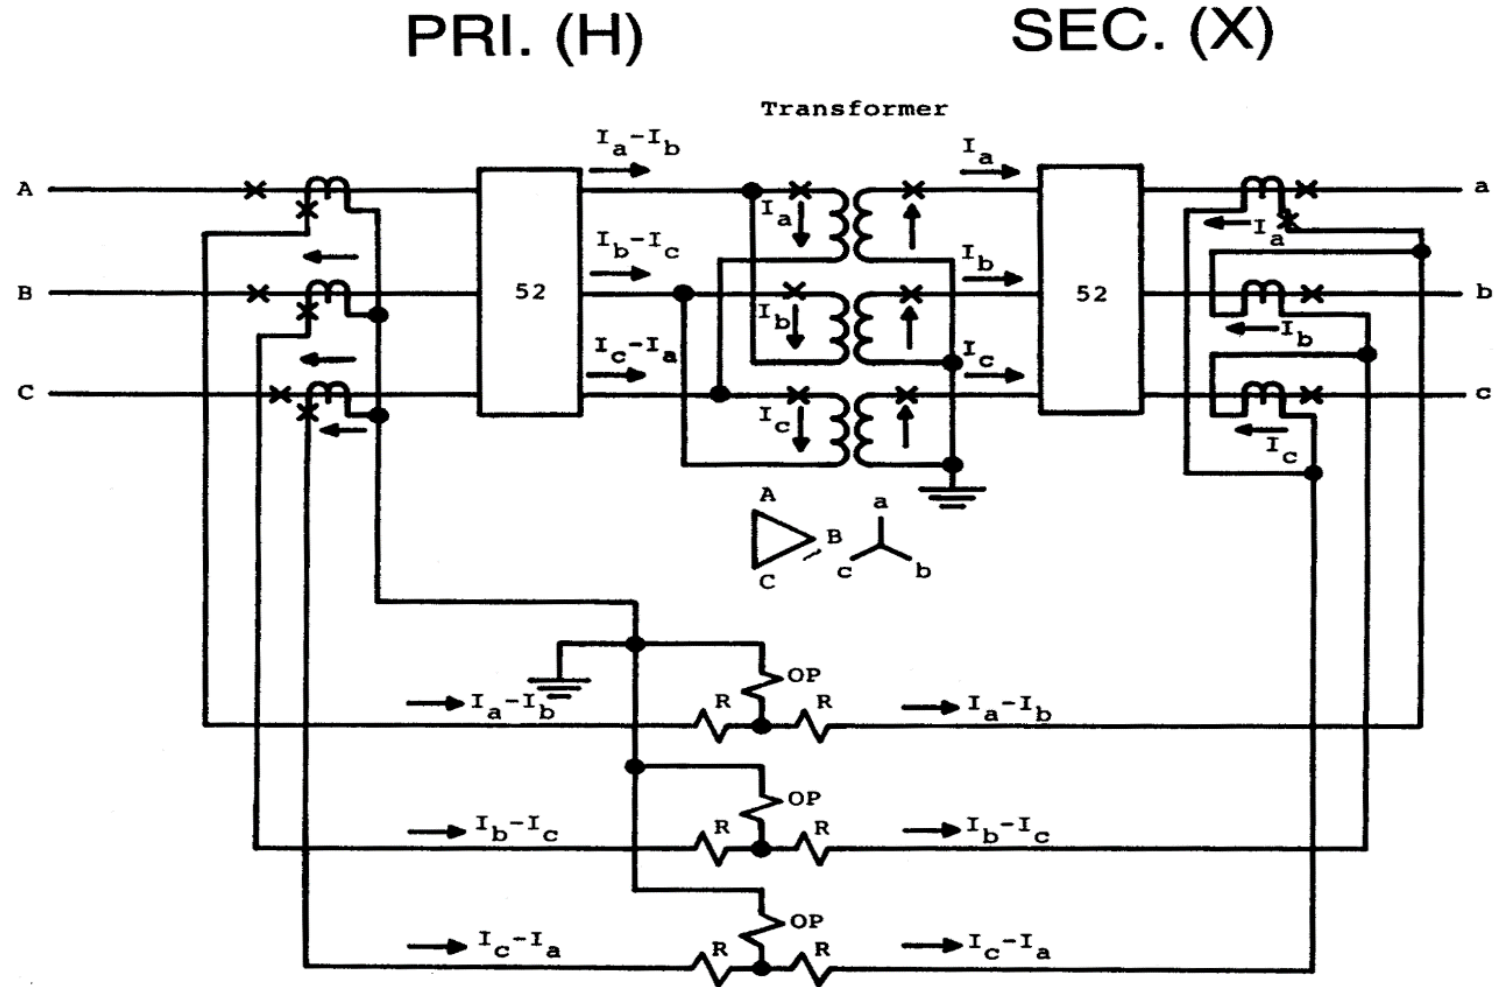 PRI. (H) SEC. (X)
Transformer
Ia-Ib Ia
A a
Ia Ia
Ib-Ic Ib
B 52 52 b
Ib Ib
Ic-Ia Ic
C c
Ic Ic
A a
B
C c b
OP
Ia-Ib R R Ia-Ib
OP
Ib-Ic R R Ib-Ic
OP
Ic-Ia R R Ic-Ia